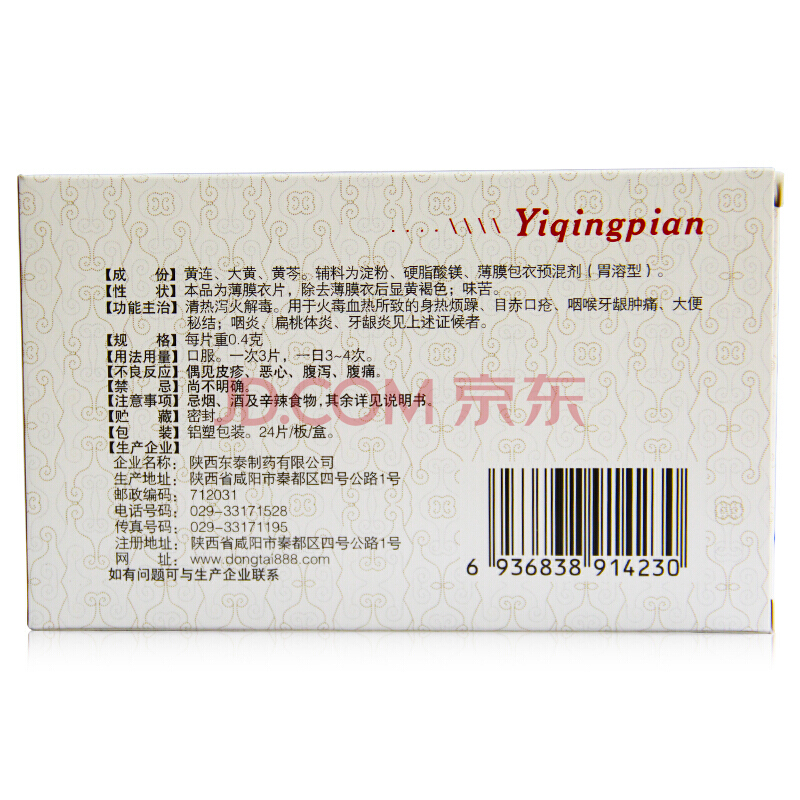 Yiqingpian
【成 份】黄连、大黄、黄芩。辅料为淀粉、硬脂酸镁、薄膜包衣预混剂（胃溶型）。
【性 状】本品为薄膜衣片，除去薄膜衣后显黄褐色；味苦。
【功能主治】清热泻火解毒。用于火毒血热所致的身热烦躁、目赤口疮、咽喉牙龈肿痛、大便
秘结；咽炎、扁桃体炎、牙龈炎见上述证候者。
【规 格】每片重0.4克
【用法用量】口服。一次3片，一日3~4次。
【不良反应】偶见皮疹、恶心、腹泻、腹痛。
【禁 忌】尚不明确。
【注意事项】忌烟、酒及辛辣食物，其余详见说明书。
JD.COM 京东
【贮 藏】密封。
【包 装】铝塑包装。24片/板/盒。
【生产企业】
企业名称：陕西东泰制药有限公司
生产地址：陕西省咸阳市秦都区四号公路1号
邮政编码：712031
电话号码：029-33171528
传真号码：029-33171195
注册地址：陕西省咸阳市秦都区四号公路1号
网 址：www.dongtai888.com
如有问题可与生产企业联系
6 936838 914230